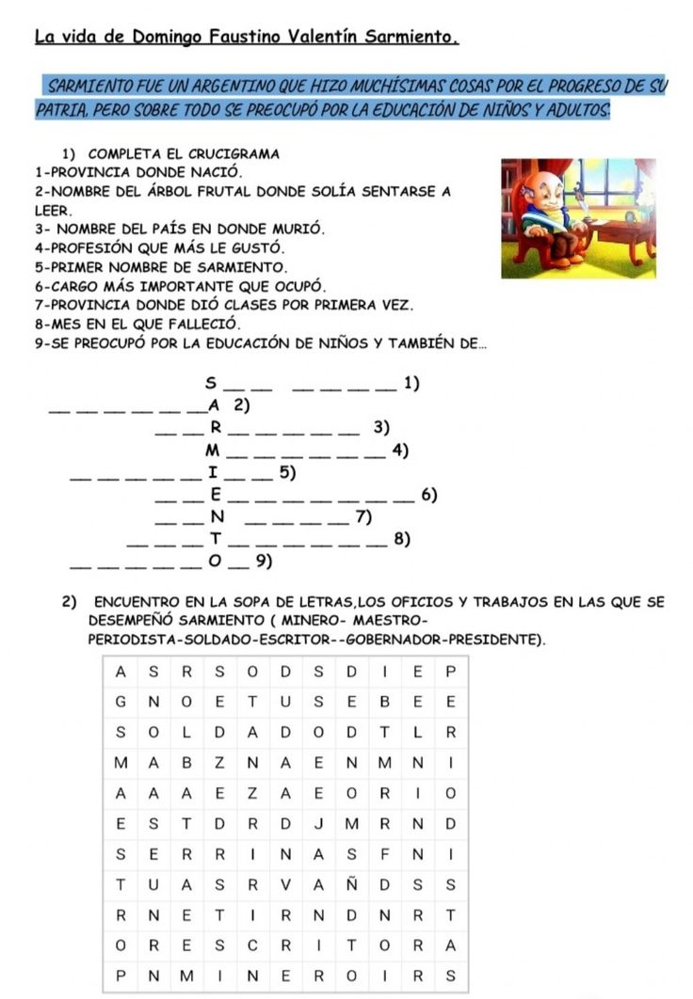 La vida de Domingo Faustino Valentín Sarmiento.
SARMIENTO FUE UN ARGENTINO QUE HIZO MUCHÍSIMAS COSAS POR EL PROGRESO DE SU
PATRIA, PERO SOBRE TODO SE PREOCUPÓ POR LA EDUCACIÓN DE NIÑOS Y ADULTOS.
1) COMPLETA EL CRUCIGRAMA
1-PROVINCIA DONDE NACIÓ.
2-NOMBRE DEL ÁRBOL FRUTAL DONDE SOLÍA SENTARSE A
LEER.
3- NOMBRE DEL PAÍS EN DONDE MURIÓ.
4-PROFESIÓN QUE MÁS LE GUSTÓ.
5-PRIMER NOMBRE DE SARMIENTO.
6-CARGO MÁS IMPORTANTE QUE OCUPÓ.
7-PROVINCIA DONDE DIÓ CLASES POR PRIMERA VEZ.
8-MES EN EL QUE FALLECIÓ.
9-SE PREOCUPÓ POR LA EDUCACIÓN DE NIÑOS Y TAMBIÉN DE...
S __ __ __ __ __ __ 1)
__ __ __ __ __ __A 2)
__ __ R __ __ __ __ __ 3)
M __ __ __ __ __ __ 4)
__ __ __ __ __ I __ __ 5)
__ __ E __ __ __ __ __ __ __ 6)
__ __ N __ __ __ __ 7)
__ __ __ T __ __ __ __ __ __ 8)
__ __ __ __ __ O __ 9)
2) ENCUENTRO EN LA SOPA DE LETRAS,LOS OFICIOS Y TRABAJOS EN LAS QUE SE
DESEMPEÑÓ SARMIENTO ( MINERO- MAESTRO-
PERIODISTA-SOLDADO-ESCRITOR--GOBERNADOR-PRESIDENTE).
A S R S O D S D I E P
G N O E T U S E B E E
S O L D A D O D T L R
M A B Z N A E N M N I
A A A E Z A E O R I O
E S T D R D J M R N D
S E R R I N A S F N I
T U A S R V A Ñ D S S
R N E T I R N D N R T
O R E S C R I T O R A
P N M I N E R O I R S